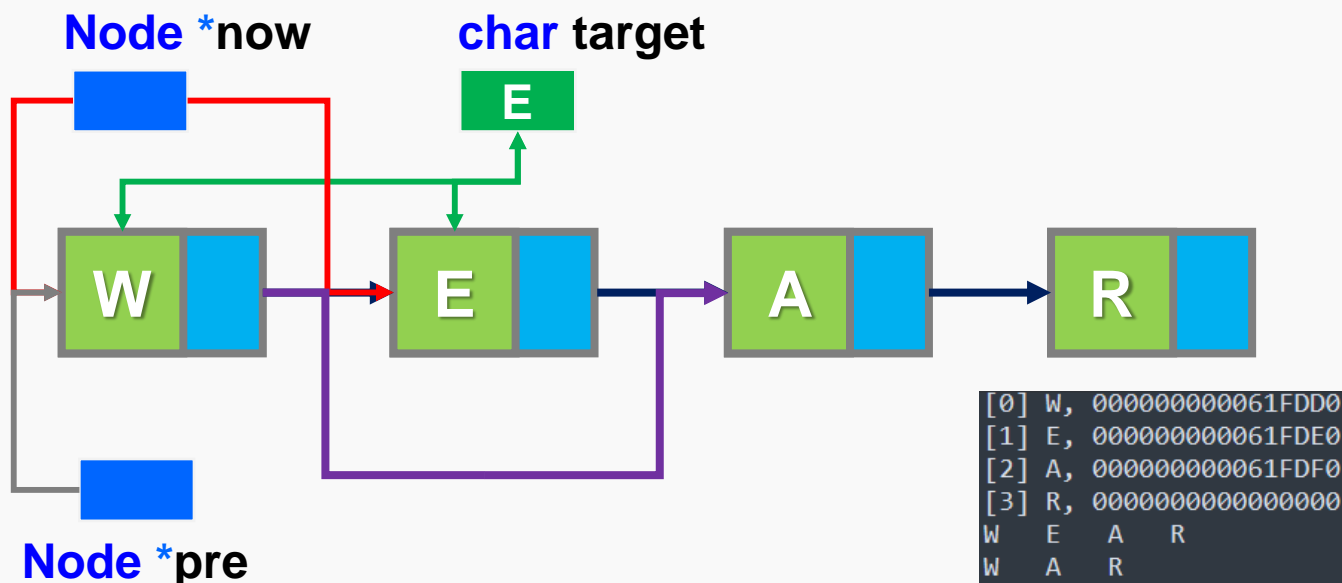 Node *now
char target
E
W
E
A
R
Node *pre
[0] W, 000000000061FDD0
[1] E, 000000000061FDE0
[2] A, 000000000061FDF0
[3] R, 0000000000000000
W E A R
W A R